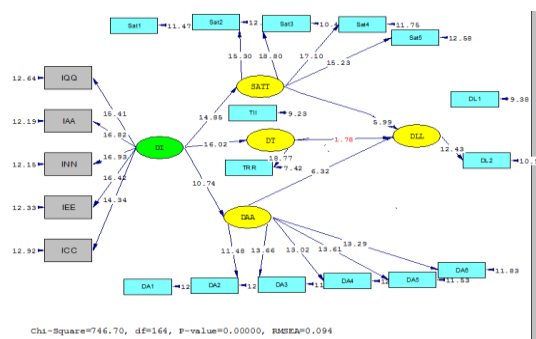 Sat1 11.47 Sat2 12. Sat3 10.4 Sat4 11.75
Sat5 12.58
12.64 IQQ 15.30 18.80 17.10 15.23
SATT
15.41 14.85 5.99 DL1 9.38
12.19 IAA TII 9.23
16.82
DI 16.02 DT 1.78 DLL
12.15 INN 16.93 18.77 12.43
16.42 TRR 7.42 6.32 DL2 10.
12.33 IEE 14.34 10.74
DAA
12.92 ICC 11.48 13.66 13.02 13.61 13.29
DA6 11.83
DA1 12 DA2 12 DA3 11 DA4 12 DA5 11.53
Chi-Square=746.70, df=164, P-value=0.00000, RMSEA=0.094